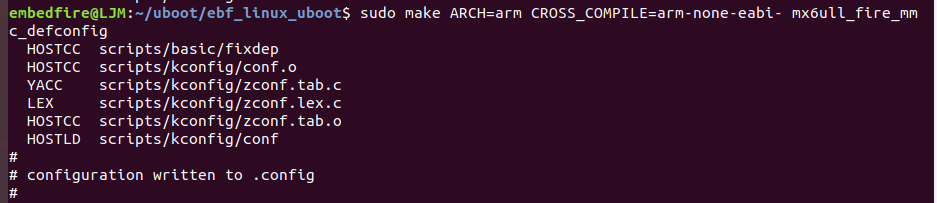 embedfire@LJM:~/uboot/ebf_linux_uboot$ sudo make ARCH=arm CROSS_COMPILE=arm-none-eabi- mx6ull_fire_mm
c_defconfig
  HOSTCC  scripts/basic/fixdep
  HOSTCC  scripts/kconfig/conf.o
  YACC    scripts/kconfig/zconf.tab.c
  LEX     scripts/kconfig/zconf.lex.c
  HOSTCC  scripts/kconfig/zconf.tab.o
  HOSTLD  scripts/kconfig/conf
#
# configuration written to .config
#